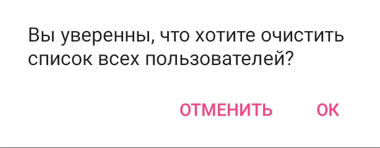 Вы уверенны, что хотите очистить
список всех пользователей?
ОТМЕНИТЬ ОК